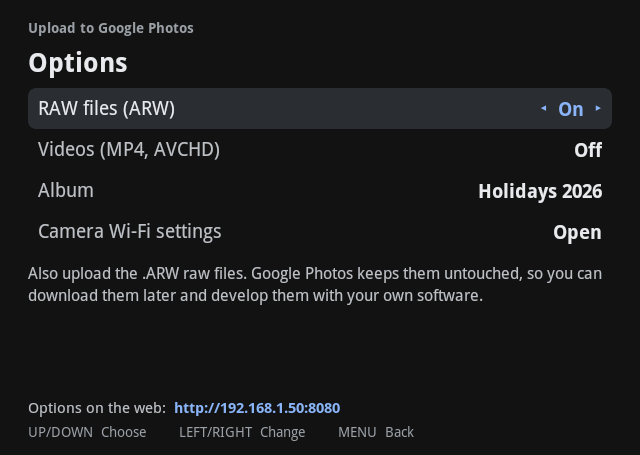 Upload to Google Photos
Options
RAW files (ARW) ◂ On ▸
Videos (MP4, AVCHD) Off
Album Holidays 2026
Camera Wi-Fi settings Open
Also upload the .ARW raw files. Google Photos keeps them untouched, so you can
download them later and develop them with your own software.
Options on the web: http://192.168.1.50:8080
UP/DOWN Choose LEFT/RIGHT Change MENU Back